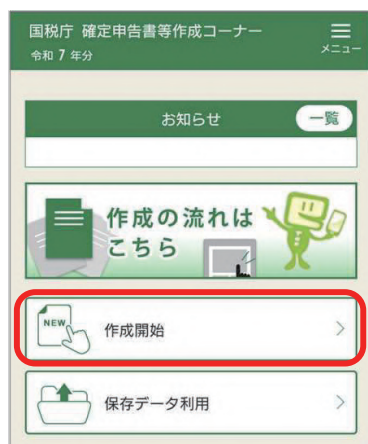 国税庁 確定申告書等作成コーナー
令和 7 年分
メニュー
お知らせ
一覧
作成の流れは
こちら
NEW
作成開始
保存データ利用